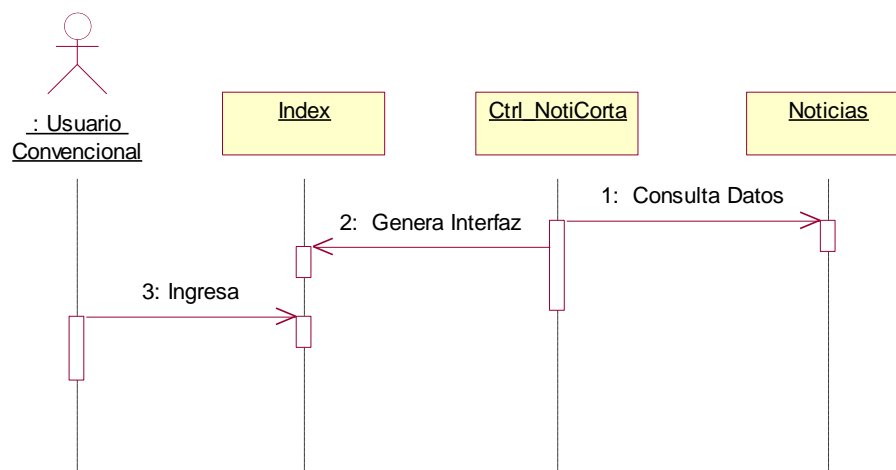 : Usuario
Convencional
Index
Ctrl_NotiCorta
Noticias
1: Consulta Datos
2: Genera Interfaz
3: Ingresa